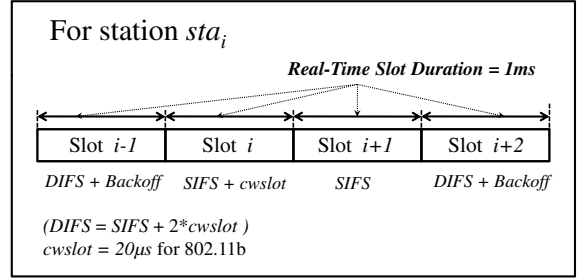 For station sta_i
Real-Time Slot Duration = 1ms
Slot i-1 Slot i Slot i+1 Slot i+2
DIFS + Backoff SIFS + cwslot SIFS DIFS + Backoff
(DIFS = SIFS + 2*cwslot )
cwslot = 20µs for 802.11b